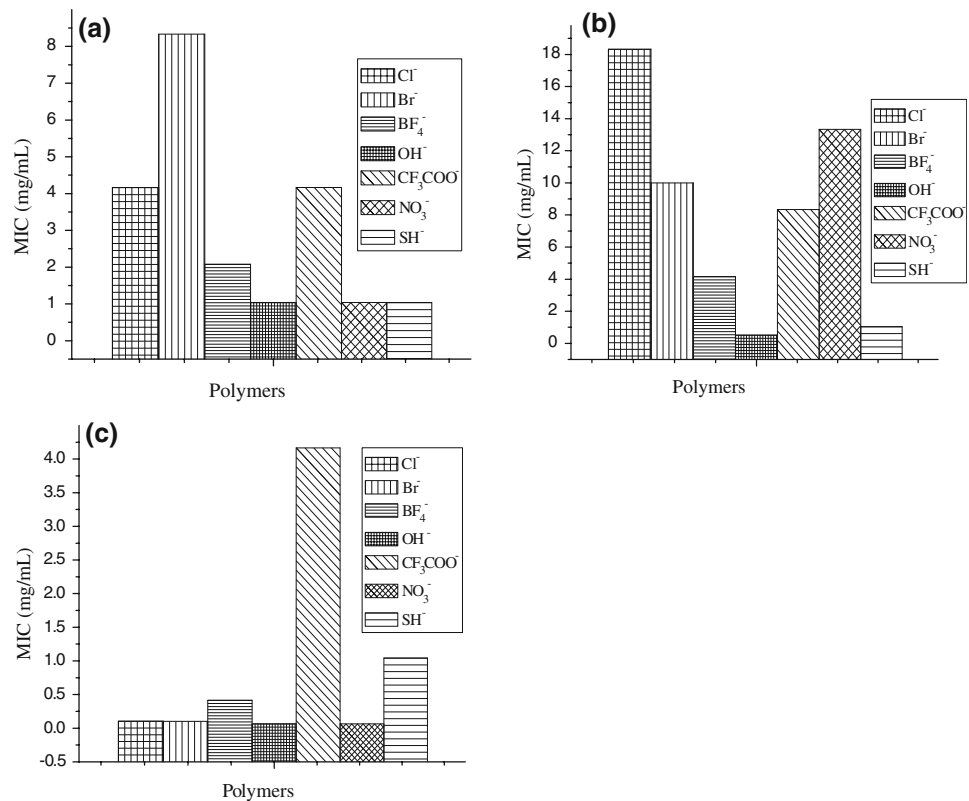 (a)
8
6
4
2
1
0
MIC (mg/mL)
Polymers
Cl⁻
Br⁻
BF₄⁻
OH⁻
CF₃COO⁻
NO₃⁻
SH⁻
(b)
18
16
14
12
10
8
6
4
2
0
MIC (mg/mL)
Polymers
Cl⁻
Br⁻
BF₄⁻
OH⁻
CF₃COO⁻
NO₃⁻
SH⁻
(c)
4.0
3.5
3.0
2.5
2.0
1.5
1.0
0.5
0.0
-0.5
MIC (mg/mL)
Polymers
Cl⁻
Br⁻
BF₄⁻
OH⁻
CF₃COO⁻
NO₃⁻
SH⁻